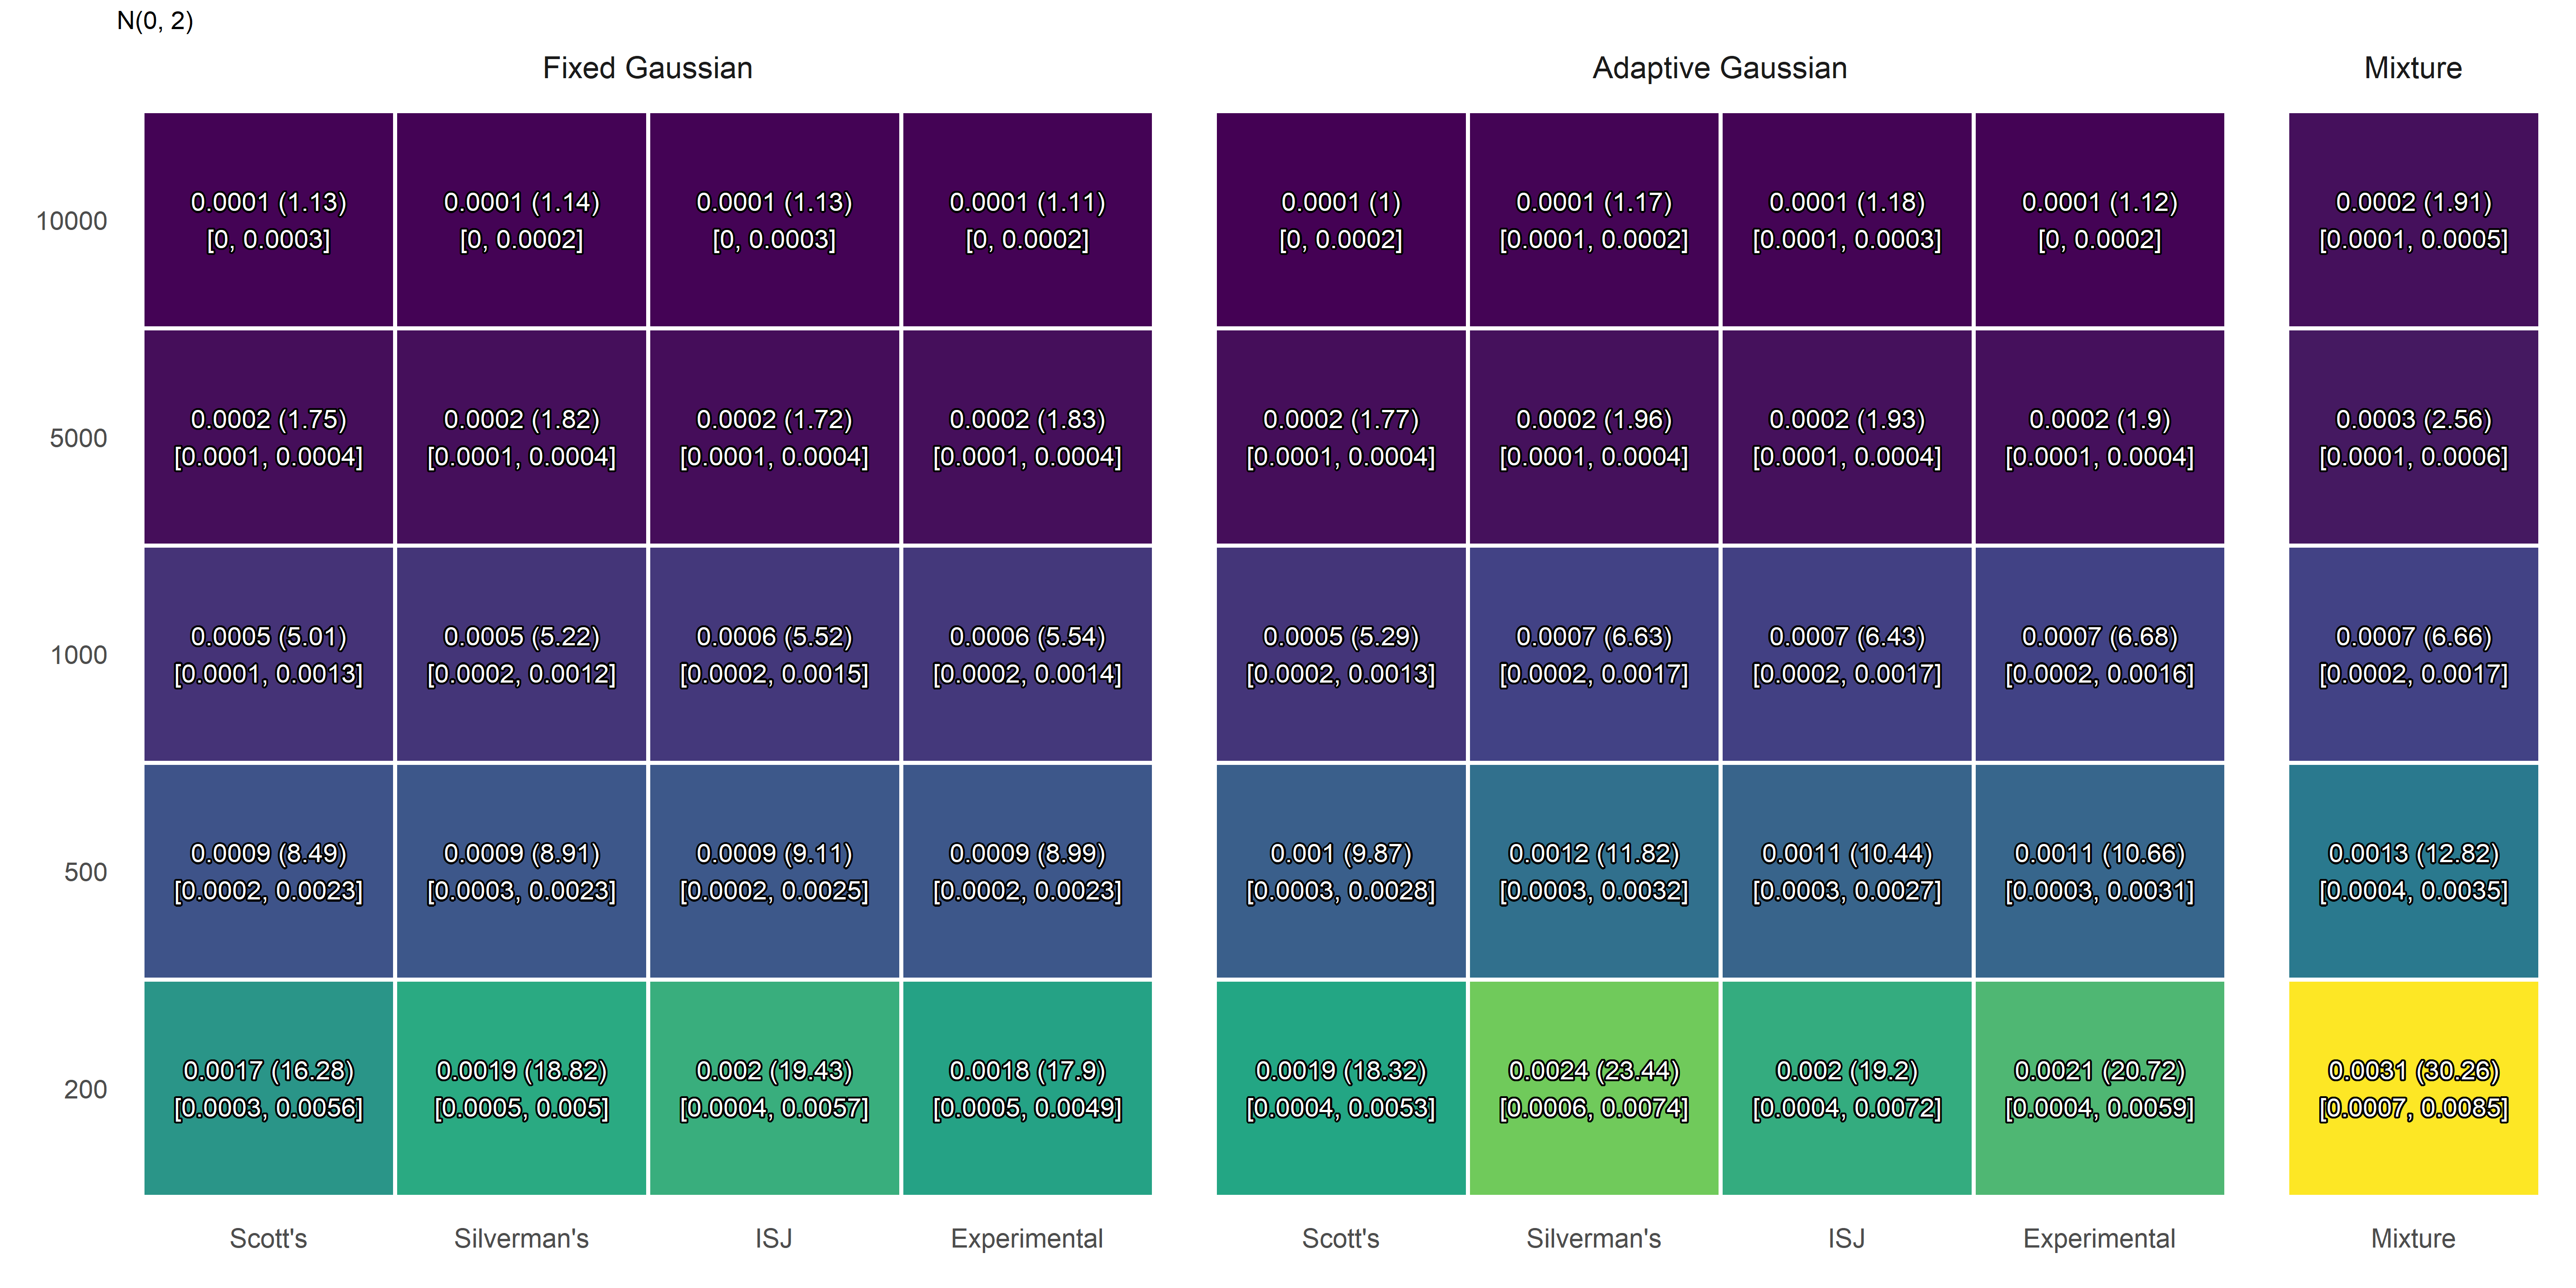 N(0, 2)
Fixed Gaussian Adaptive Gaussian Mixture
10000 0.0001 (1.13) 0.0001 (1.14) 0.0001 (1.13) 0.0001 (1.11) 0.0001 (1) 0.0001 (1.17) 0.0001 (1.18) 0.0001 (1.12) 0.0002 (1.91)
[0, 0.0003] [0, 0.0002] [0, 0.0003] [0, 0.0002] [0, 0.0002] [0.0001, 0.0002] [0.0001, 0.0003] [0, 0.0002] [0.0001, 0.0005]
5000 0.0002 (1.75) 0.0002 (1.82) 0.0002 (1.72) 0.0002 (1.83) 0.0002 (1.77) 0.0002 (1.96) 0.0002 (1.93) 0.0002 (1.9) 0.0003 (2.56)
[0.0001, 0.0004] [0.0001, 0.0004] [0.0001, 0.0004] [0.0001, 0.0004] [0.0001, 0.0004] [0.0001, 0.0004] [0.0001, 0.0004] [0.0001, 0.0004] [0.0001, 0.0006]
1000 0.0005 (5.01) 0.0005 (5.22) 0.0006 (5.52) 0.0006 (5.54) 0.0005 (5.29) 0.0007 (6.63) 0.0007 (6.43) 0.0007 (6.68) 0.0007 (6.66)
[0.0001, 0.0013] [0.0002, 0.0012] [0.0002, 0.0015] [0.0002, 0.0014] [0.0002, 0.0013] [0.0002, 0.0017] [0.0002, 0.0017] [0.0002, 0.0016] [0.0002, 0.0017]
500 0.0009 (8.49) 0.0009 (8.91) 0.0009 (9.11) 0.0009 (8.99) 0.001 (9.87) 0.0012 (11.82) 0.0011 (10.44) 0.0011 (10.66) 0.0013 (12.82)
[0.0002, 0.0023] [0.0003, 0.0023] [0.0002, 0.0025] [0.0002, 0.0023] [0.0003, 0.0028] [0.0003, 0.0032] [0.0003, 0.0027] [0.0003, 0.0031] [0.0004, 0.0035]
200 0.0017 (16.28) 0.0019 (18.82) 0.002 (19.43) 0.0018 (17.9) 0.0019 (18.32) 0.0024 (23.44) 0.002 (19.2) 0.0021 (20.72) 0.0031 (30.26)
[0.0003, 0.0056] [0.0005, 0.005] [0.0004, 0.0057] [0.0005, 0.0049] [0.0004, 0.0053] [0.0006, 0.0074] [0.0004, 0.0072] [0.0004, 0.0059] [0.0007, 0.0085]
Scott's Silverman's ISJ Experimental Scott's Silverman's ISJ Experimental Mixture